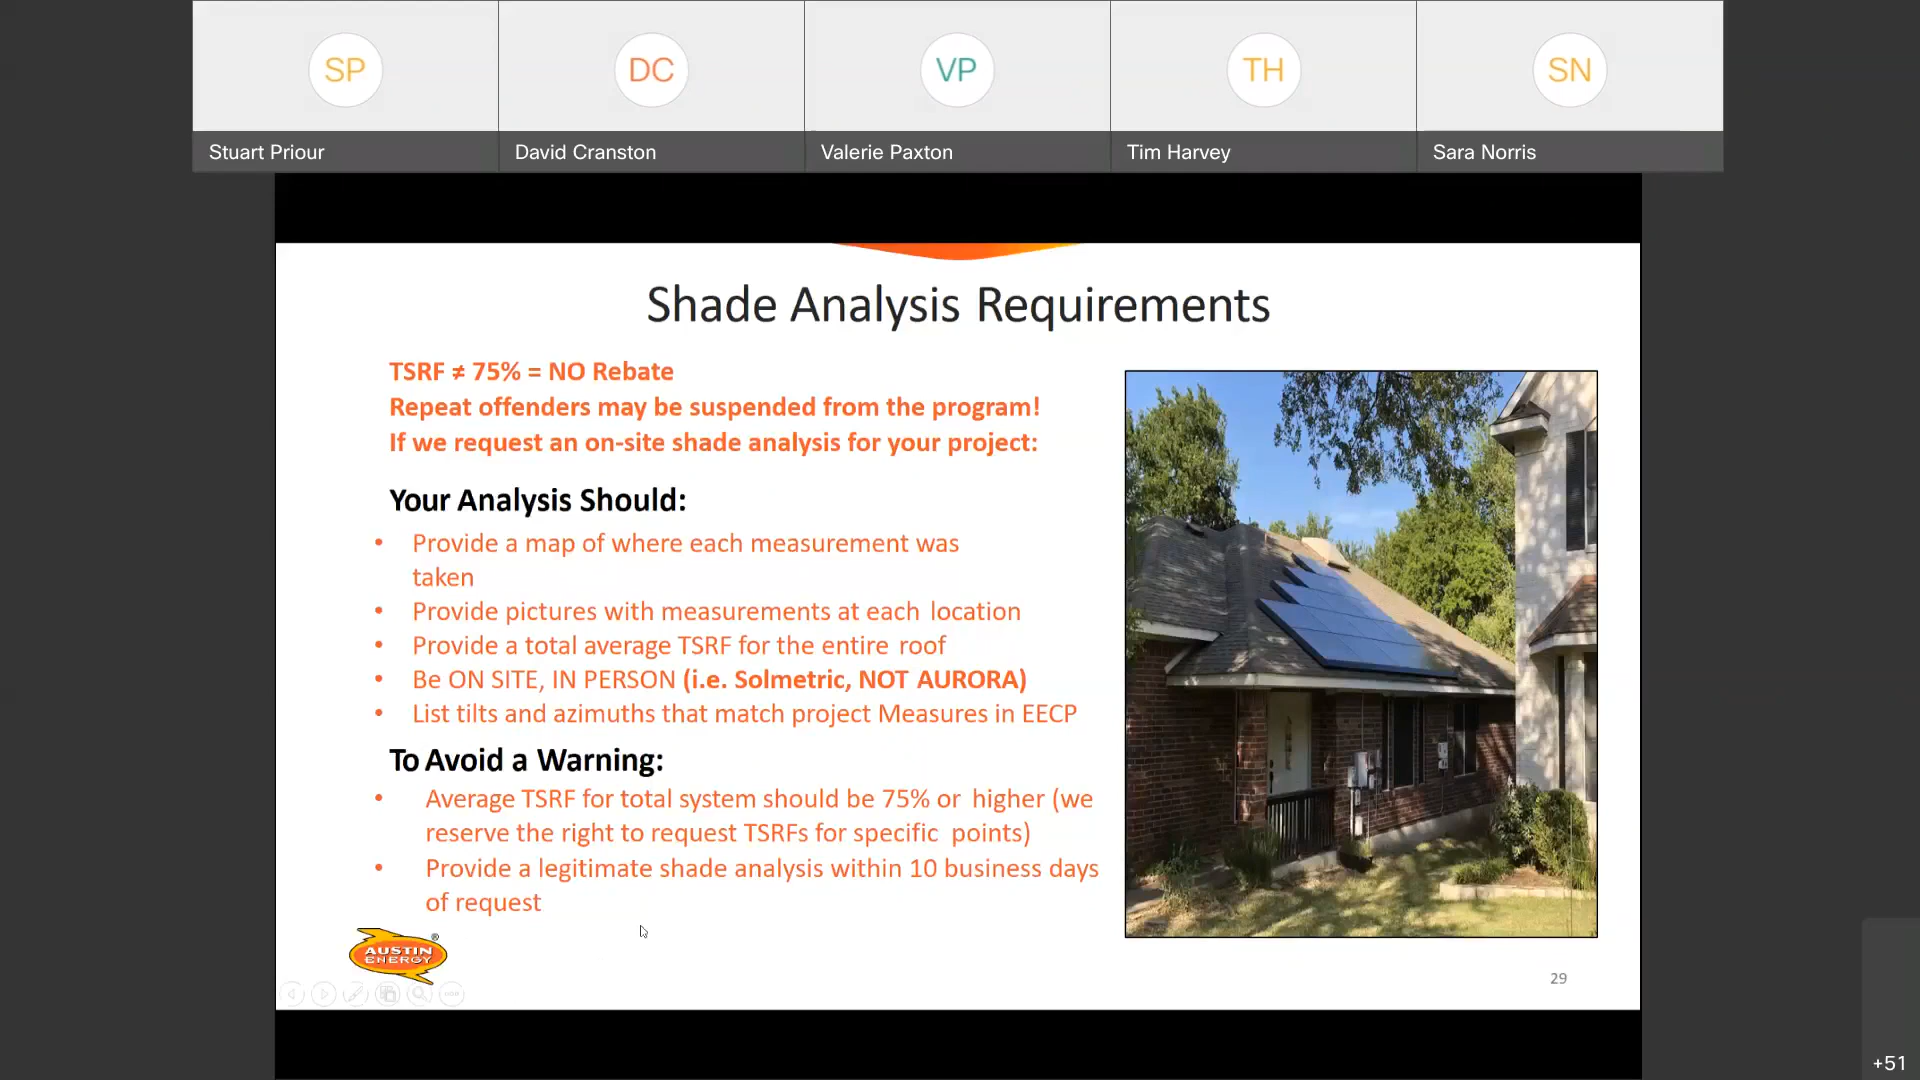 SP
DC
VP
TH
SN
Stuart Priour
David Cranston
Valerie Paxton
Tim Harvey
Sara Norris
Shade Analysis Requirements
TSRF ≠ 75% = NO Rebate
Repeat offenders may be suspended from the program!
If we request an on-site shade analysis for your project:
Your Analysis Should:
• Provide a map of where each measurement was
taken
• Provide pictures with measurements at each location
• Provide a total average TSRF for the entire roof
• Be ON SITE, IN PERSON (i.e. Solmetric, NOT AURORA)
• List tilts and azimuths that match project Measures in EECP
To Avoid a Warning:
• Average TSRF for total system should be 75% or higher (we
reserve the right to request TSRFs for specific points)
• Provide a legitimate shade analysis within 10 business days
of request
AUSTIN
ENERGY
®
29
+51